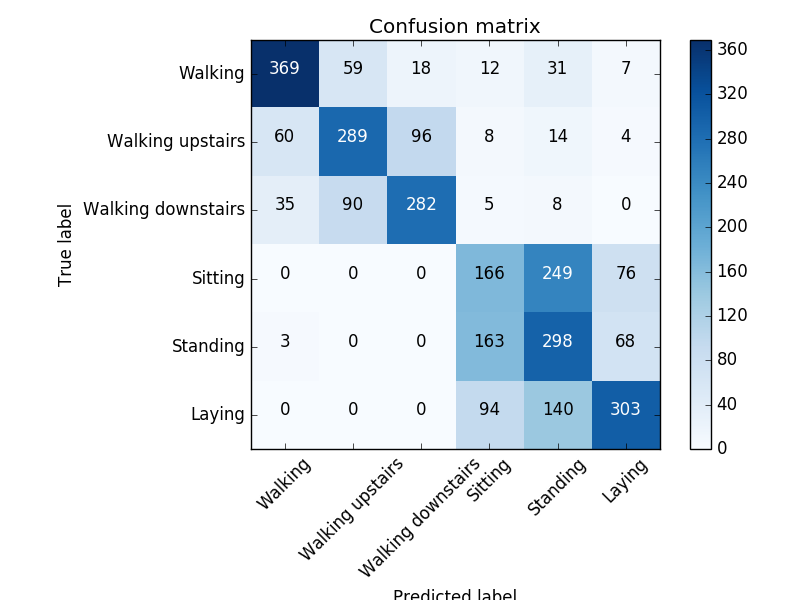 Confusion matrix
True label
Walking 369 59 18 12 31 7
Walking upstairs 60 289 96 8 14 4
Walking downstairs 35 90 282 5 8 0
Sitting 0 0 0 166 249 76
Standing 3 0 0 163 298 68
Laying 0 0 0 94 140 303
Walking
Walking upstairs
Walking downstairs
Sitting
Standing
Laying
Predicted label
360
320
280
240
200
160
120
80
40
0